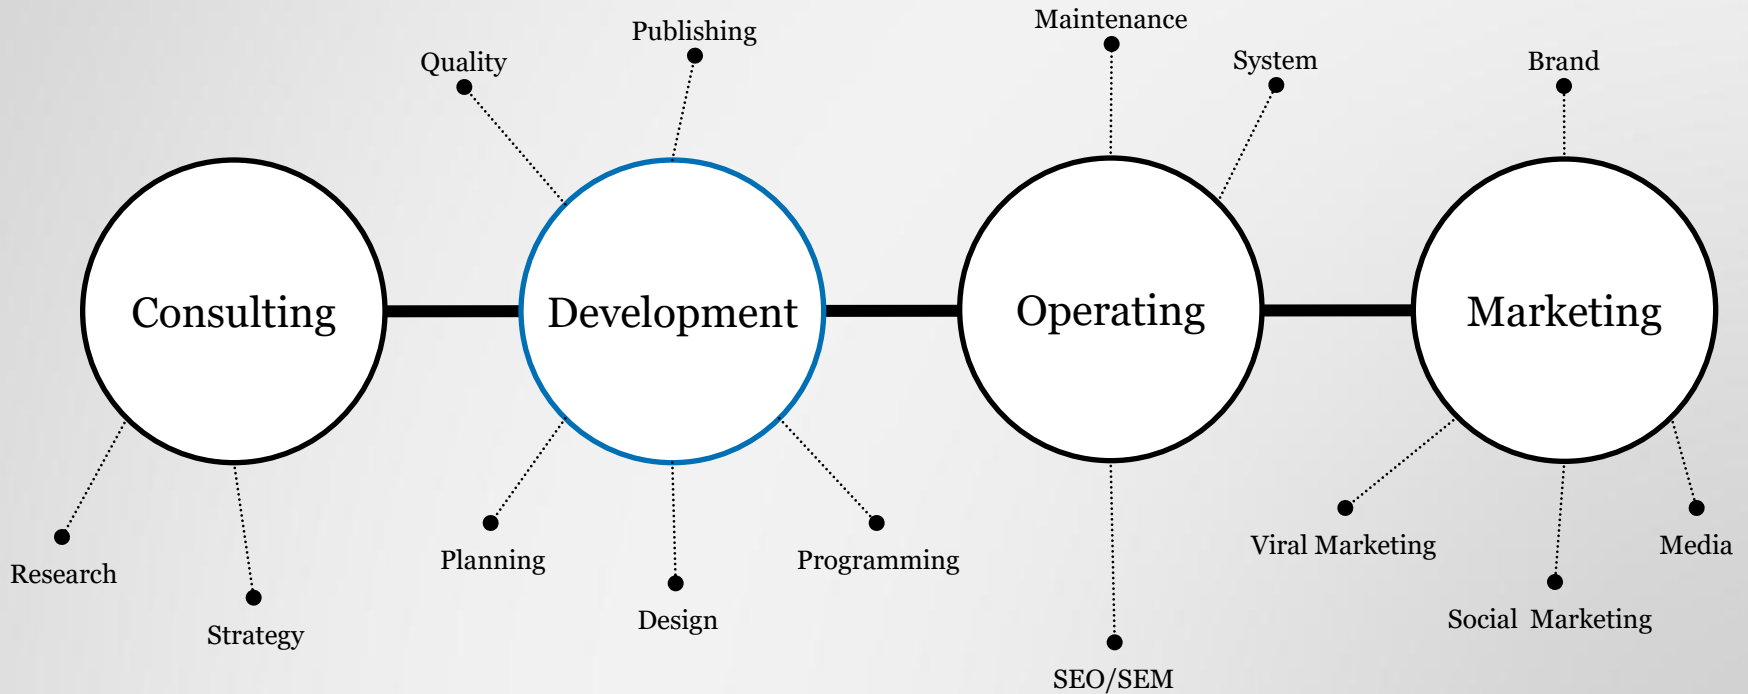 Maintenance
Publishing
Quality
System
Brand
Consulting
Development
Operating
Marketing
Research
Strategy
Planning
Design
Programming
SEO/SEM
Viral Marketing
Social  Marketing
Media